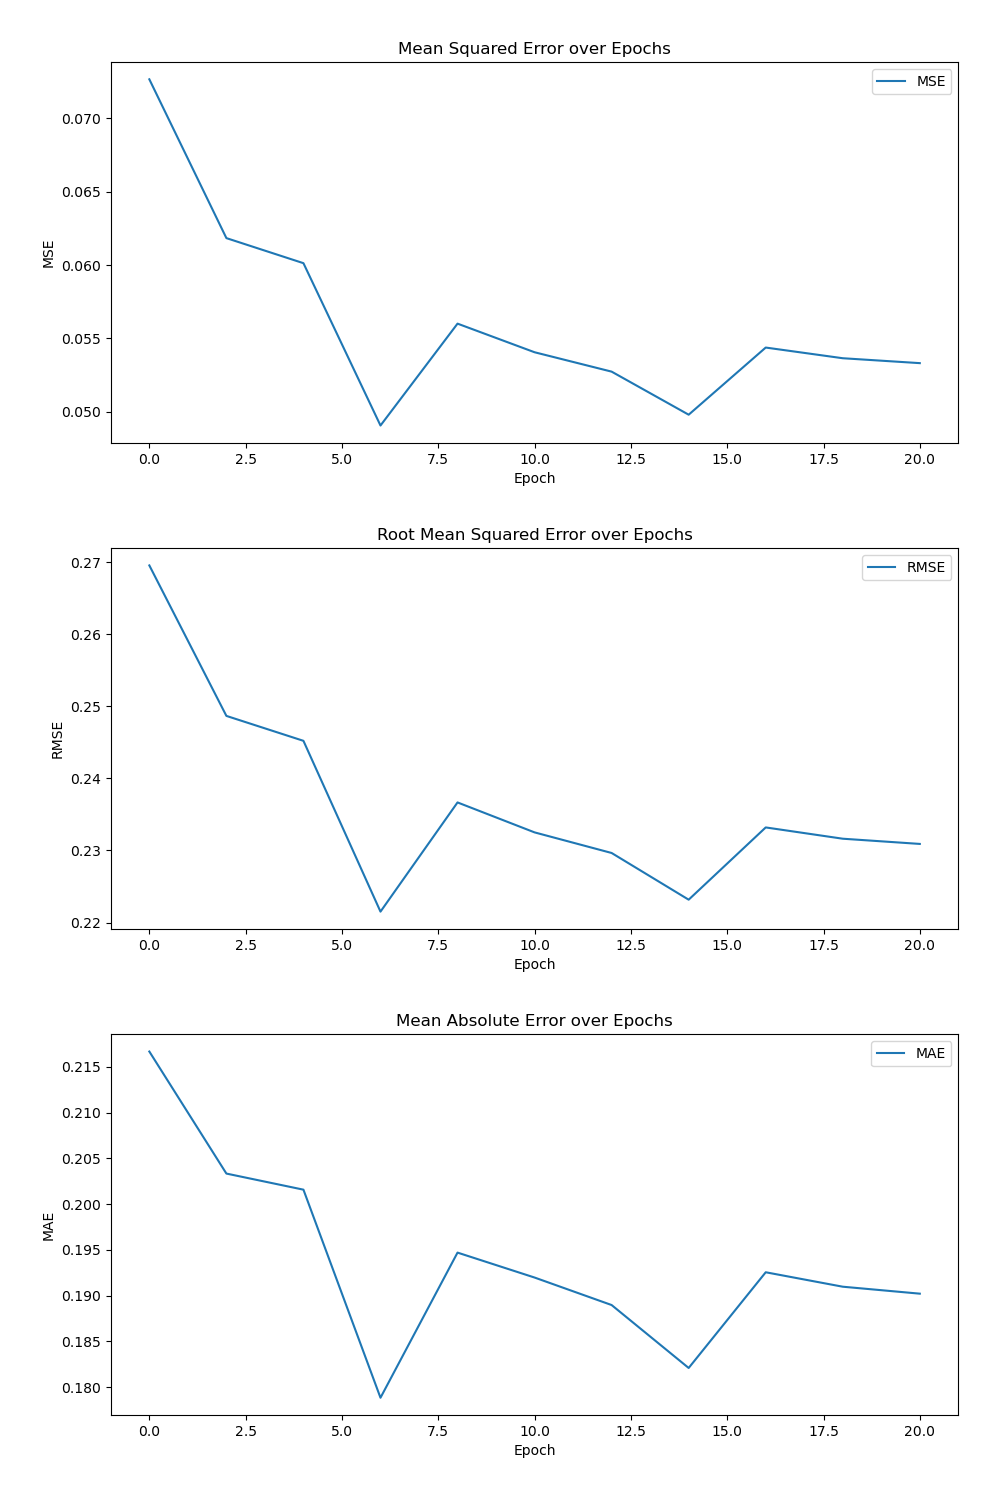 Mean Squared Error over Epochs
MSE
0.070
0.065
0.060
0.055
0.050
MSE
0.0 2.5 5.0 7.5 10.0 12.5 15.0 17.5 20.0
Epoch
Root Mean Squared Error over Epochs
RMSE
0.27
0.26
0.25
0.24
0.23
0.22
RMSE
0.0 2.5 5.0 7.5 10.0 12.5 15.0 17.5 20.0
Epoch
Mean Absolute Error over Epochs
MAE
0.215
0.210
0.205
0.200
0.195
0.190
0.185
0.180
MAE
0.0 2.5 5.0 7.5 10.0 12.5 15.0 17.5 20.0
Epoch